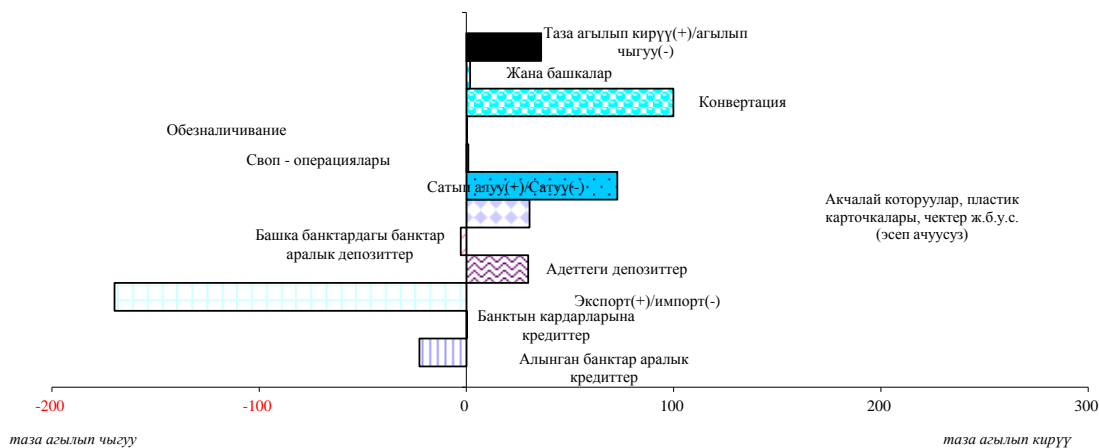 Таза агылып кирүү(+)/агылып
чыгуу(-)
Жана башкалар
Конвертация
Обезналичивание
Своп - операциялары
Сатып алуу(+)/Сатуу(-)
Акчалай которуулар, пластик
карточкалары, чектер ж.б.у.с.
(эсеп ачуусуз)
Башка банктардагы банктар
аралык депозиттер
Адеттеги депозиттер
Экспорт(+)/импорт(-)
Банктын кардарларына
кредиттер
Алынган банктар аралык
кредиттер
-200 -100 0 100 200 300
таза агылып чыгуу таза агылып кирүү